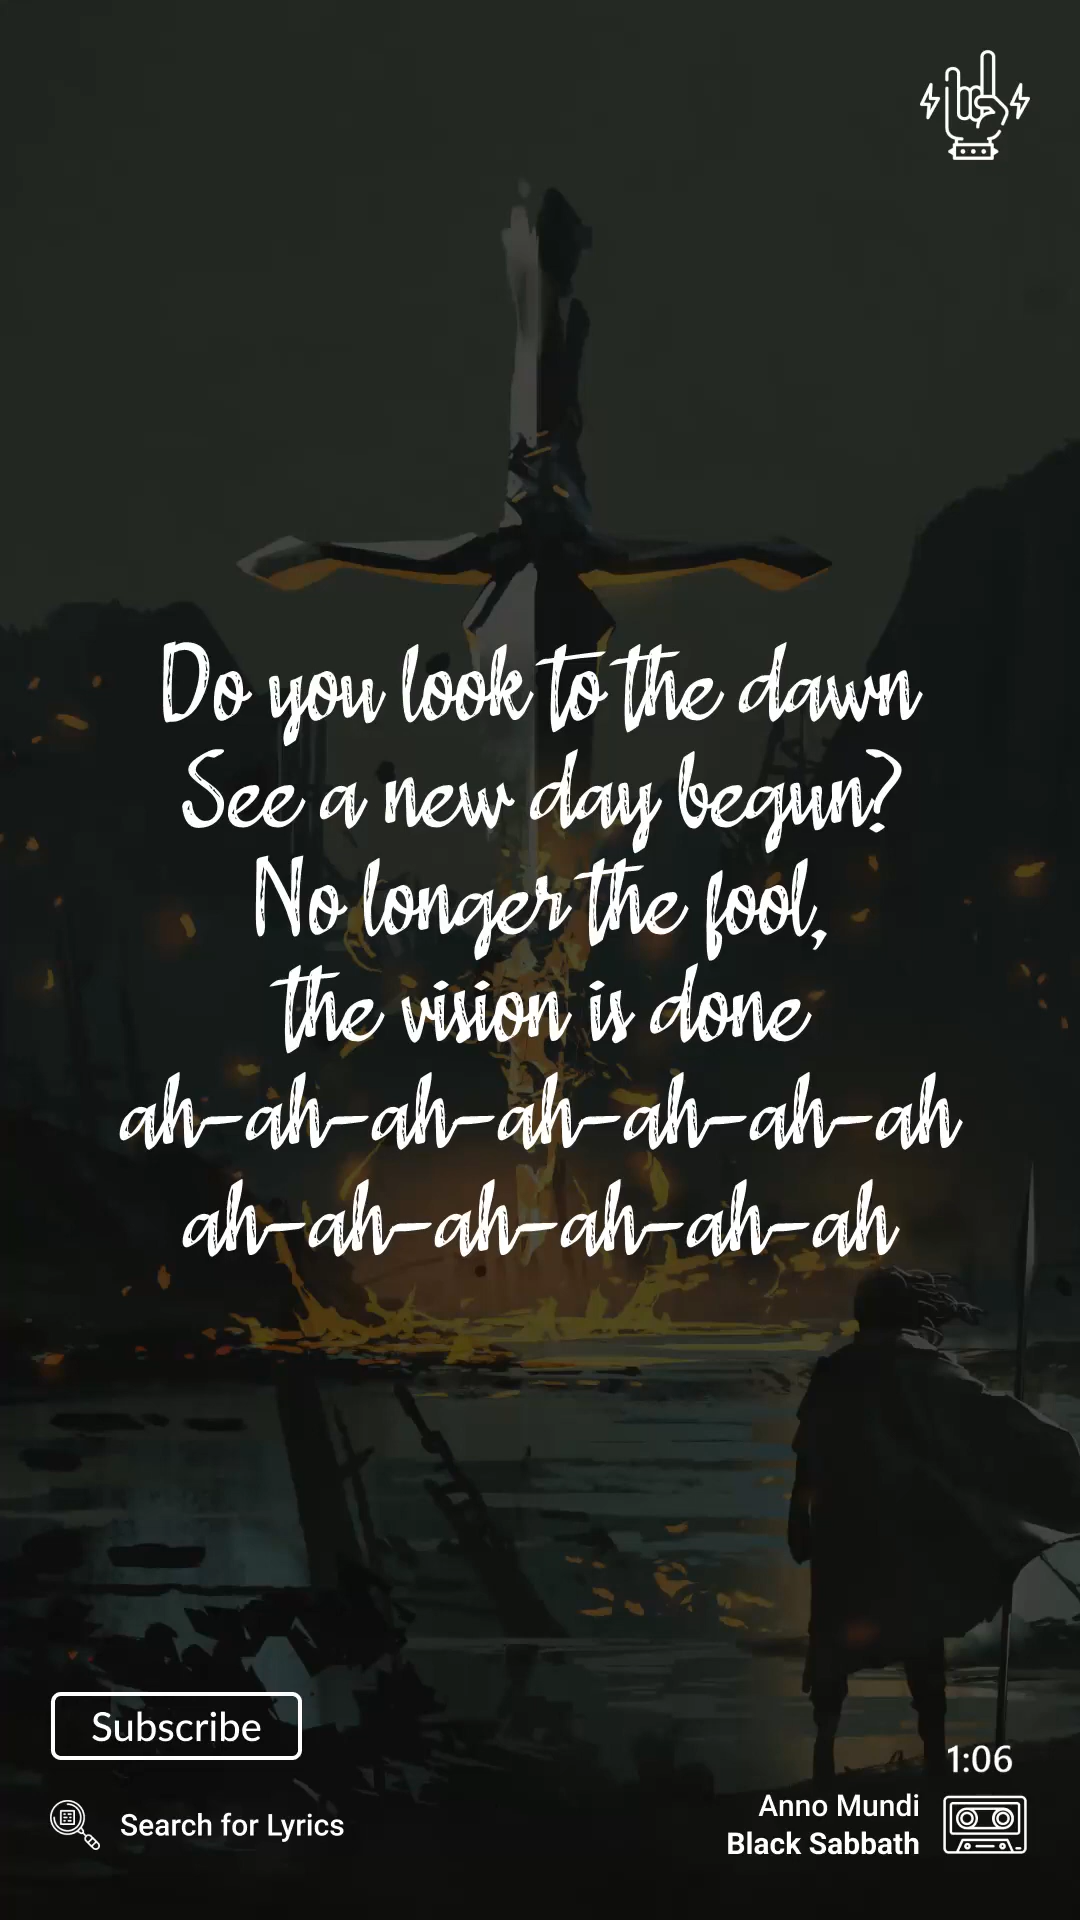 Do you look to the dawn
See a new day begun?
No longer the fool,
the vision is done
ah-ah-ah-ah-ah-ah-ah
ah-ah-ah-ah-ah-ah
Subscribe
1:06
Search for Lyrics
Anno Mundi
Black Sabbath